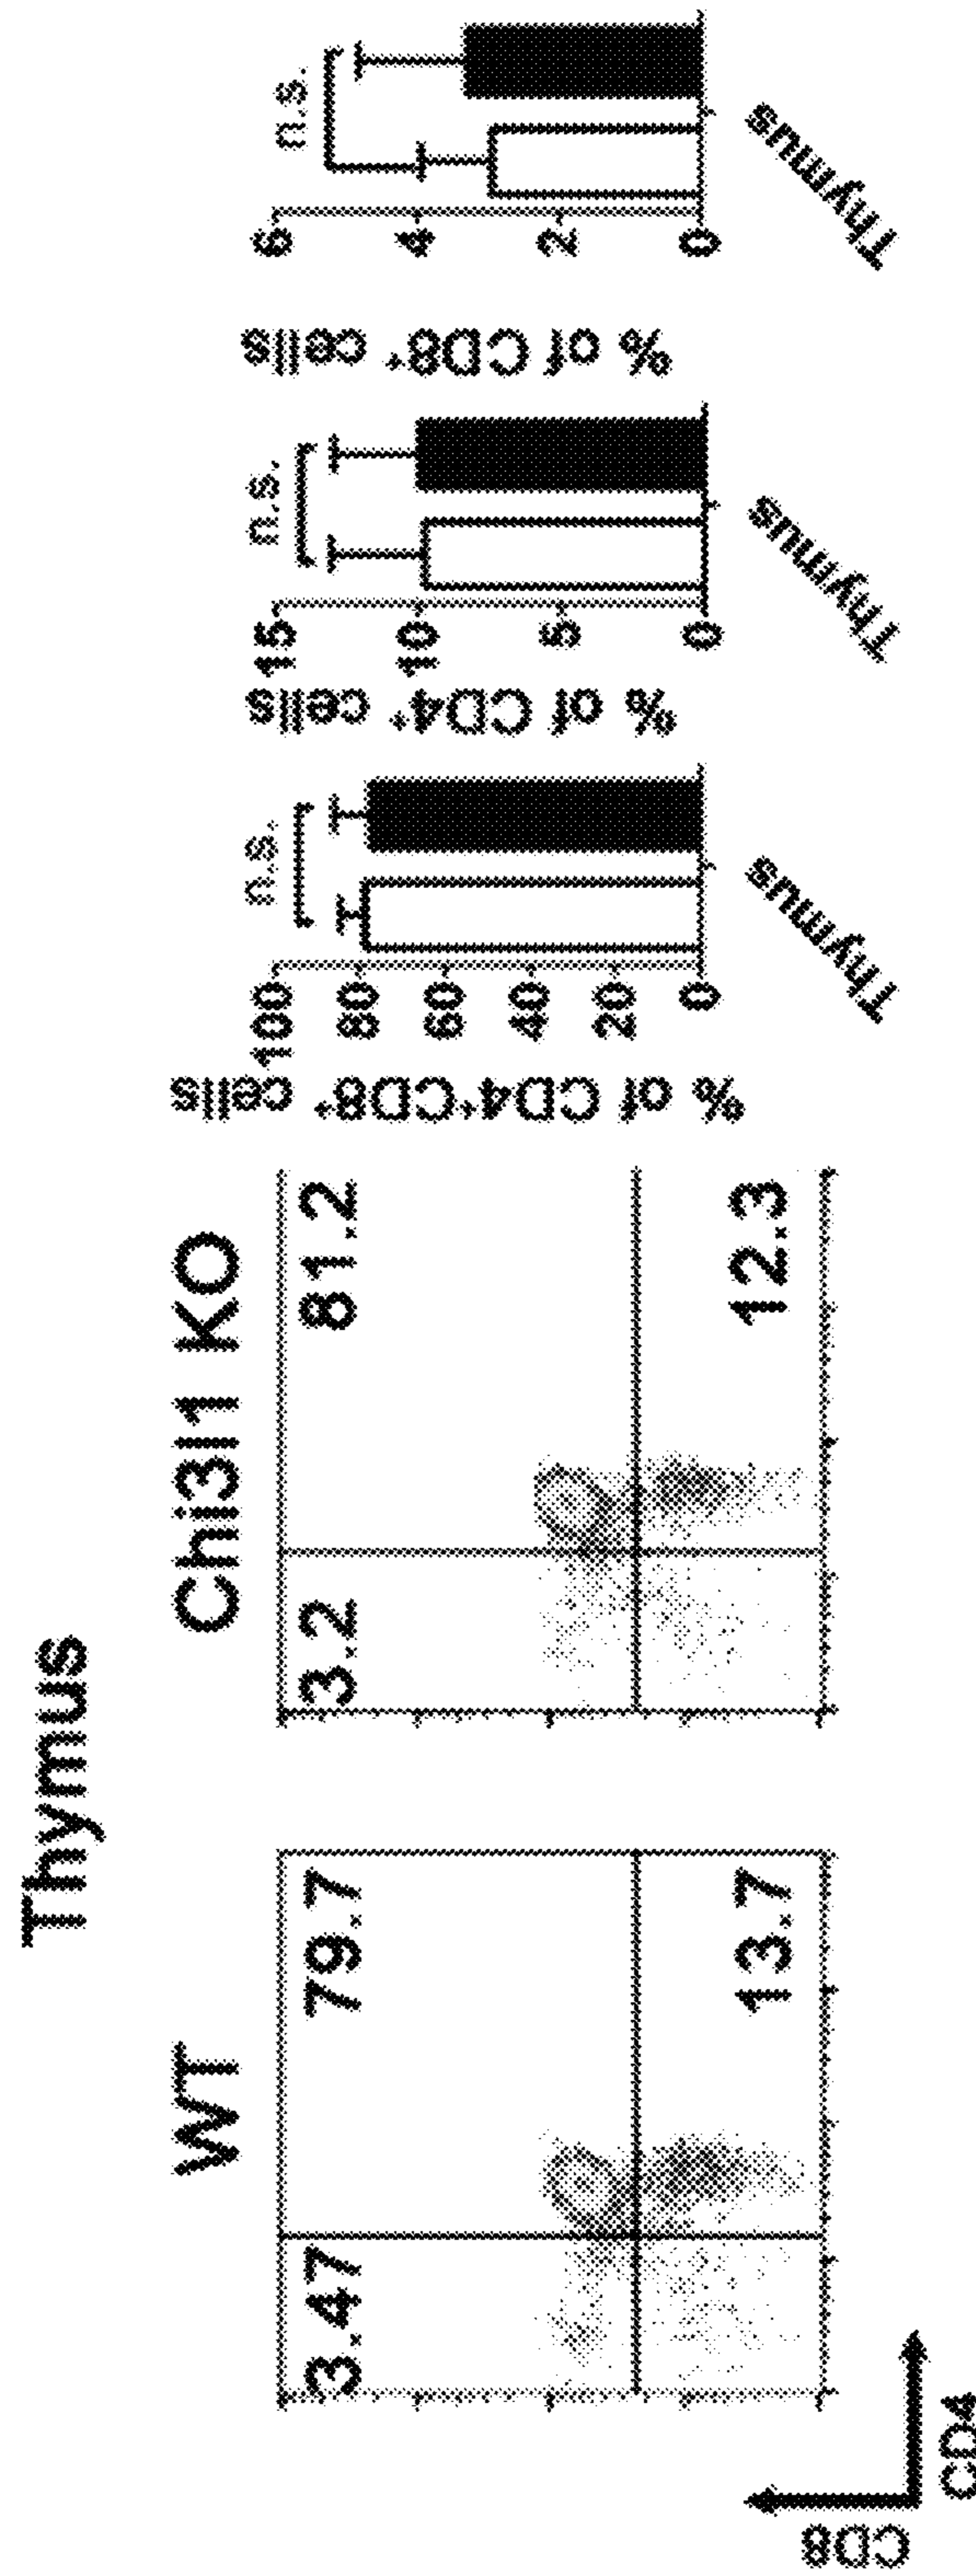 Thymus
WT
Chi3l1 KO
3.47
79.7
13.7
3.2
81.2
12.3
CD8
CD4
% of CD4⁺CD8⁺ cells
100
80
60
40
20
0
n.s.
Thymus
% of CD4⁺ cells
15
10
5
0
n.s.
Thymus
% of CD8⁺ cells
6
4
2
0
n.s.
Thymus